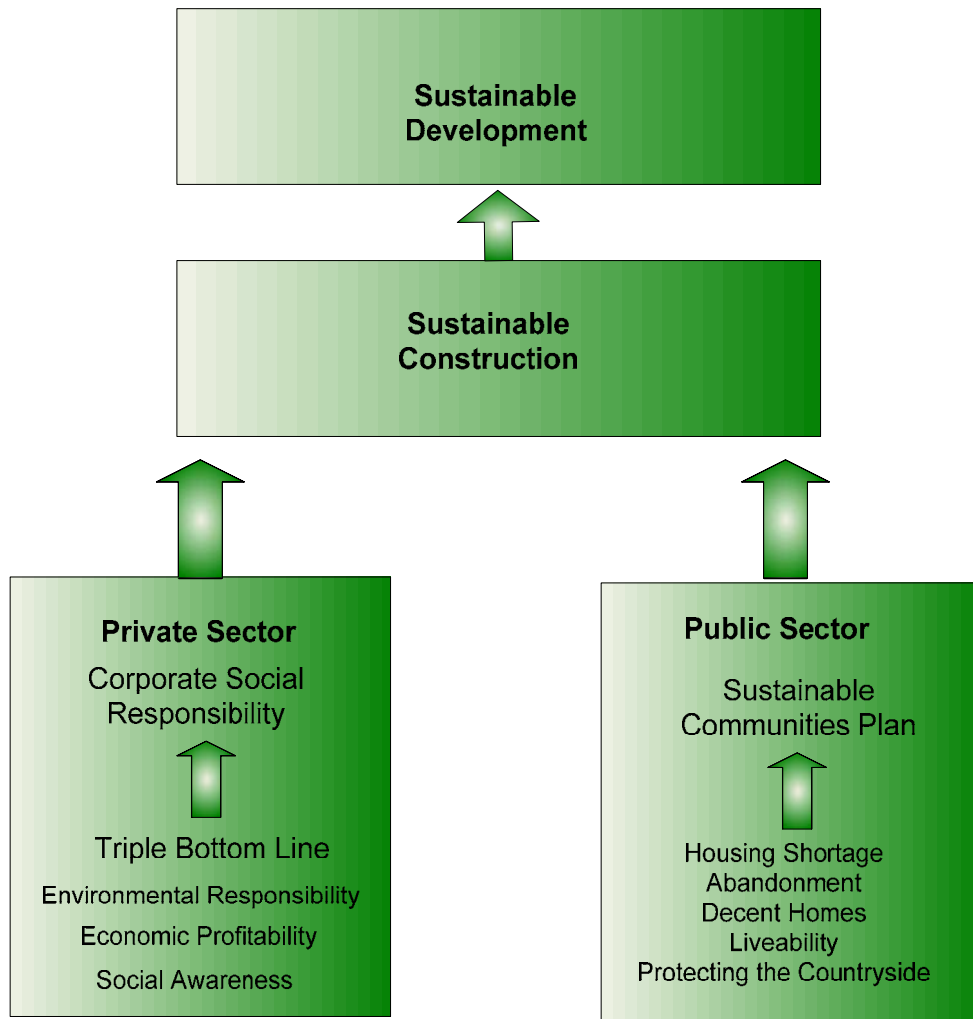 Sustainable
Development
Sustainable
Construction
Private Sector
Corporate Social
Responsibility
Triple Bottom Line
Environmental Responsibility
Economic Profitability
Social Awareness
Public Sector
Sustainable
Communities Plan
Housing Shortage
Abandonment
Decent Homes
Liveability
Protecting the Countryside